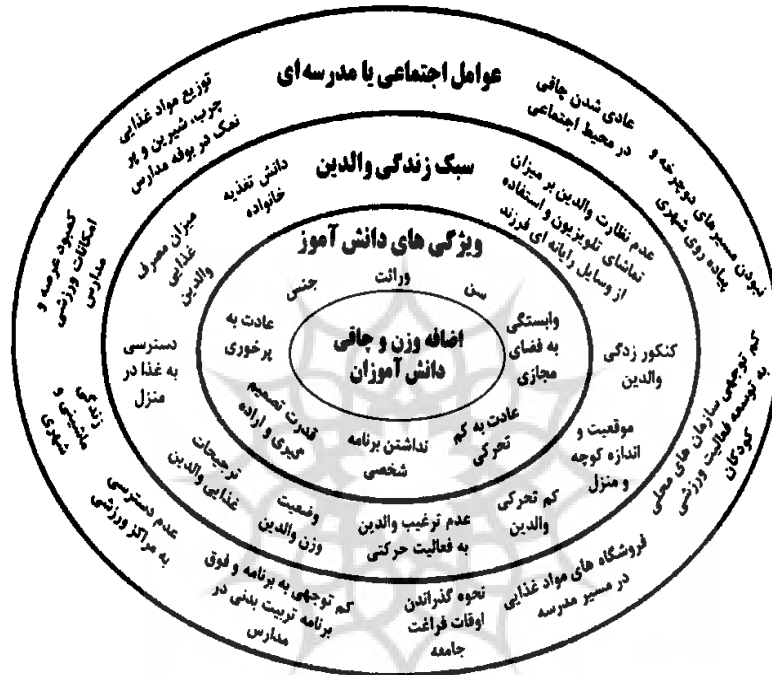 عوامل اجتماعی یا مدرسه ای
عادی شدن چاقی
در محیط اجتماعی
توزیع مواد غذایی
چرب، شیرین و پر
نمک در بوفه مدارس
نبودن مسیرهای دوچرخه و
پیاده روی شهری
کمبود عرصه و
امکانات ورزشی
مدارس
کم توجهی سازمان های محلی
به توسعه فعالیت ورزشی
کودکان
زندگی
ماشینی و
شهری
عدم دسترسی
به مراکز ورزشی
فروشگاه های مواد غذایی
در مسیر مدرسه
کم توجهی به برنامه و فوق
برنامه تربیت بدنی در
مدارس
نحوه گذراندن
اوقات فراغت
جامعه
سبک زندگی والدین
عدم نظارت والدین بر میزان
تماشای تلویزیون و استفاده
از وسایل رایانه ای فرزند
دانش تغذیه
خانواده
میزان مصرف
غذایی
والدین
کنکور زدگی
والدین
دسترسی
به غذا در
منزل
موقعیت و
اندازه کوچه
و منزل
ترجیحات
غذایی والدین
کم تحرکی
والدین
عدم ترغیب والدین
به فعالیت حرکتی
وضعیت
وزن والدین
ویژگی های دانش آموز
سن
وراثت
جنس
وابستگی
به فضای
مجازی
عادت به
پرخوری
عادت به کم
تحرکی
نداشتن برنامه
شخصی
قدرت تصمیم
گیری و اراده
اضافه وزن و چاقی
دانش آموزان